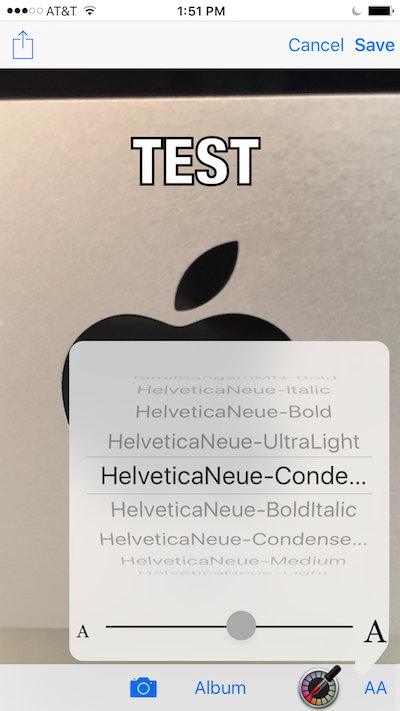 AT&T 1:51 PM
Cancel Save
TEST
TamilSangamMN-Bold
HelveticaNeue-Italic
HelveticaNeue-Bold
HelveticaNeue-UltraLight
HelveticaNeue-Conde...
HelveticaNeue-BoldItalic
HelveticaNeue-Condense...
HelveticaNeue-Medium
HelveticaNeue-Light
A A
Album AA